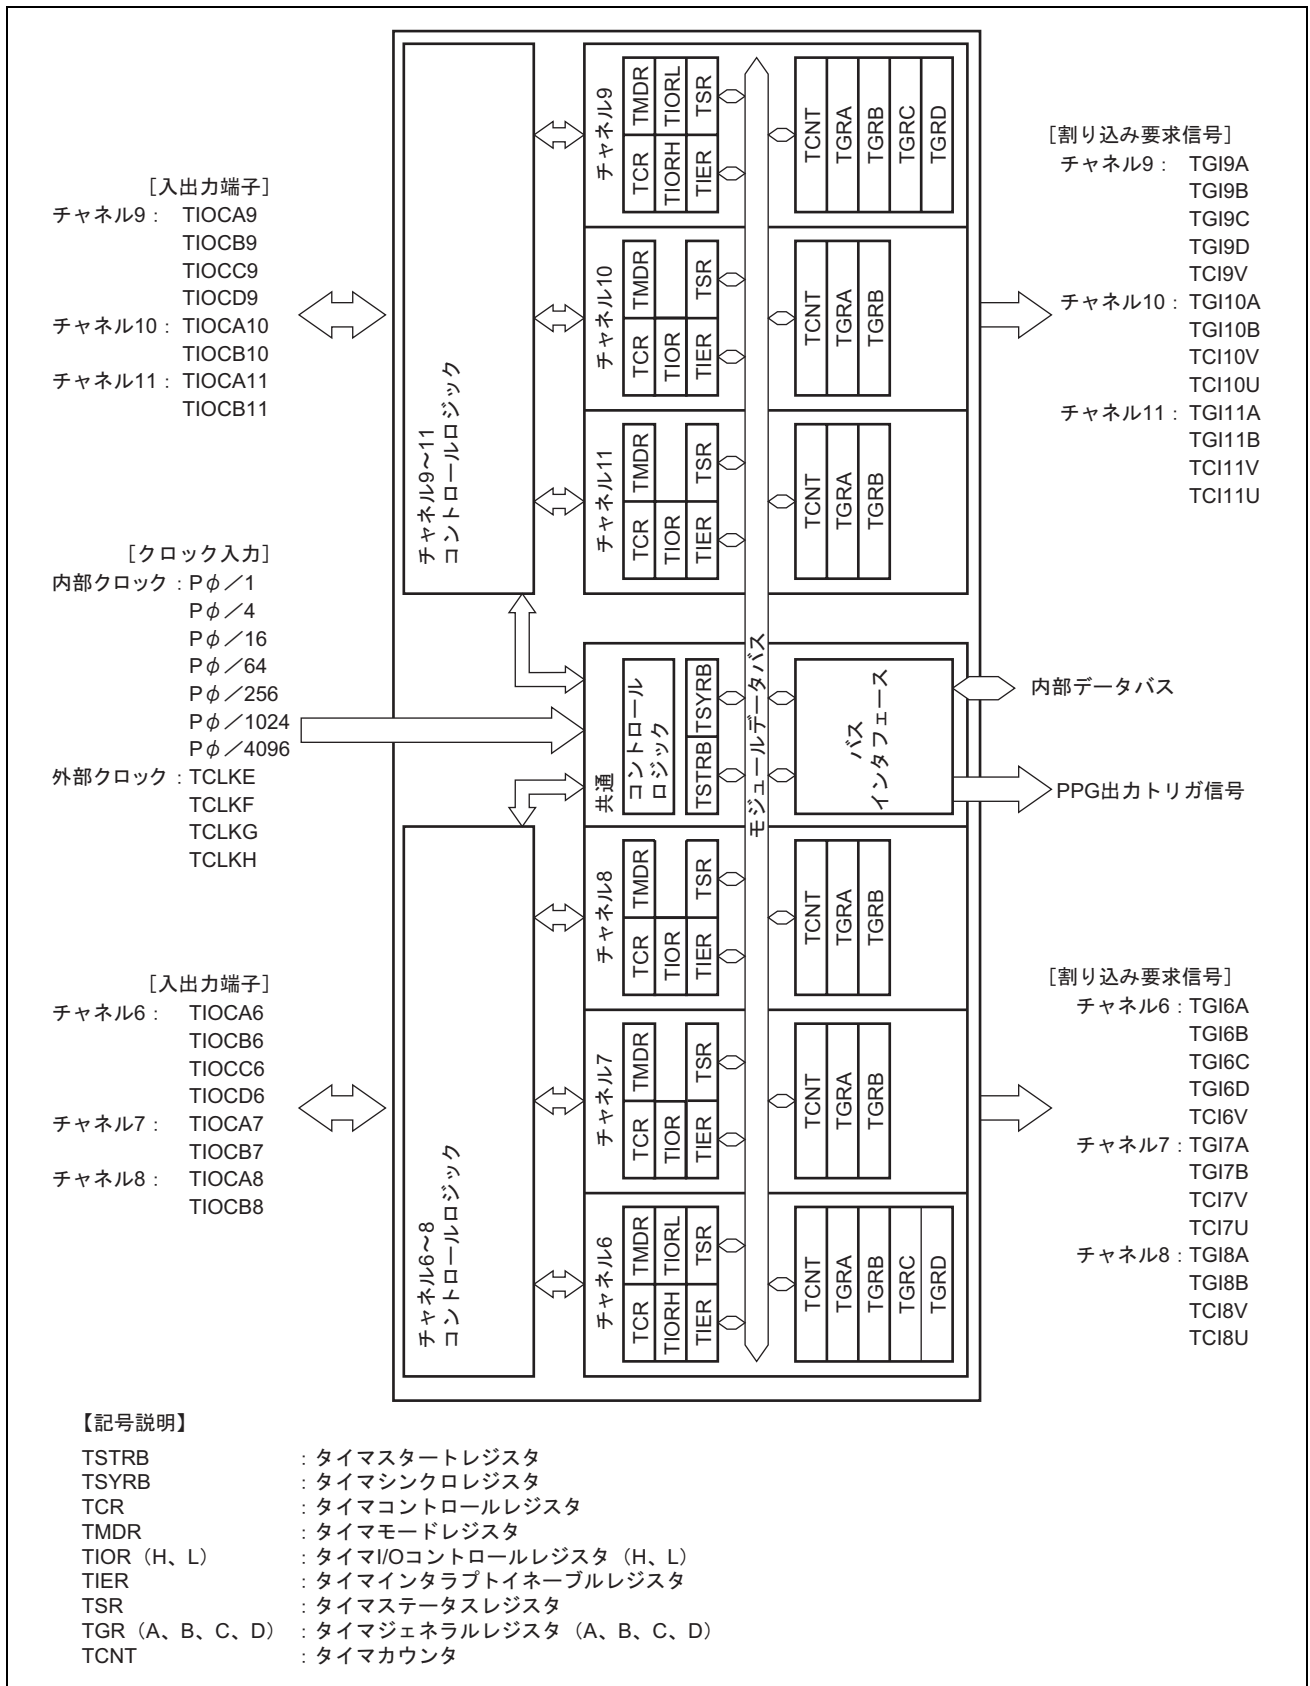 [入出力端子]
チャネル9： TIOCA9
TIOCB9
TIOCC9
TIOCD9
チャネル10： TIOCA10
TIOCB10
チャネル11： TIOCA11
TIOCB11
[クロック入力]
内部クロック：Pφ／1
Pφ／4
Pφ／16
Pφ／64
Pφ／256
Pφ／1024
Pφ／4096
外部クロック：TCLKE
TCLKF
TCLKG
TCLKH
[入出力端子]
チャネル6： TIOCA6
TIOCB6
TIOCC6
TIOCD6
チャネル7： TIOCA7
TIOCB7
チャネル8： TIOCA8
TIOCB8
チャネル9～11
コントロールロジック
チャネル6～8
コントロールロジック
チャネル9
TCR TMDR
TIORH TIORL
TIER TSR
TCNT
TGRA
TGRB
TGRC
TGRD
チャネル10
TCR TMDR
TIOR
TIER TSR
TCNT
TGRA
TGRB
チャネル11
TCR TMDR
TIOR
TIER TSR
TCNT
TGRA
TGRB
共通
コントロール
ロジック
TSTRB TSYRB
モジュールデータバス
バス
インタフェース
チャネル8
TCR TMDR
TIOR
TIER TSR
TCNT
TGRA
TGRB
チャネル7
TCR TMDR
TIOR
TIER TSR
TCNT
TGRA
TGRB
チャネル6
TCR TMDR
TIORH TIORL
TIER TSR
TCNT
TGRA
TGRB
TGRC
TGRD
[割り込み要求信号]
チャネル9： TGI9A
TGI9B
TGI9C
TGI9D
TCI9V
チャネル10：TGI10A
TGI10B
TCI10V
TCI10U
チャネル11：TGI11A
TGI11B
TCI11V
TCI11U
内部データバス
PPG出力トリガ信号
[割り込み要求信号]
チャネル6：TGI6A
TGI6B
TGI6C
TGI6D
TCI6V
チャネル7：TGI7A
TGI7B
TCI7V
TCI7U
チャネル8：TGI8A
TGI8B
TCI8V
TCI8U
【記号説明】
TSTRB ：タイマスタートレジスタ
TSYRB ：タイマシンクロレジスタ
TCR ：タイマコントロールレジスタ
TMDR ：タイマモードレジスタ
TIOR（H、L） ：タイマI/Oコントロールレジスタ（H、L）
TIER ：タイマインタラプトイネーブルレジスタ
TSR ：タイマステータスレジスタ
TGR（A、B、C、D） ：タイマジェネラルレジスタ（A、B、C、D）
TCNT ：タイマカウンタ